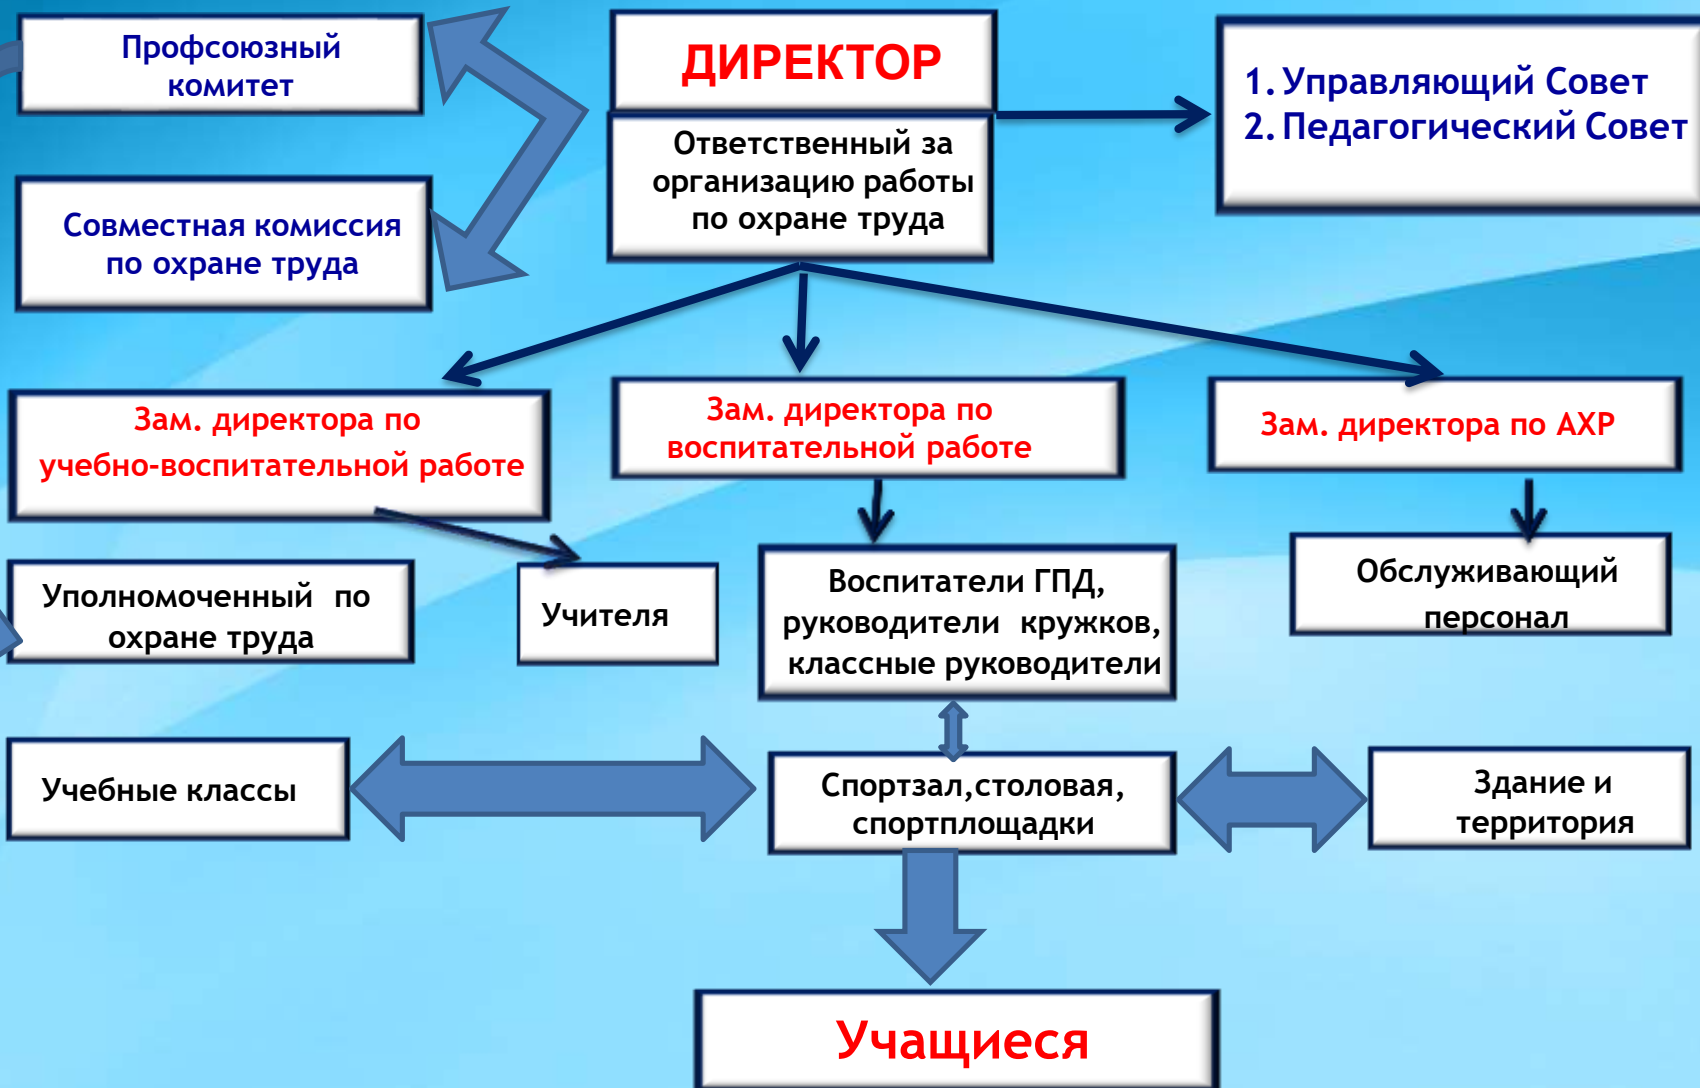 Профсоюзный
комитет
ДИРЕКТОР
1. Управляющий Совет
2. Педагогический Совет
Ответственный за
организацию работы
по охране труда
Совместная комиссия
по охране труда
Зам. директора по
учебно-воспитательной работе
Зам. директора по
воспитательной работе
Зам. директора по АХР
Уполномоченный по
охране труда
Учителя
Воспитатели ГПД,
руководители кружков,
классные руководители
Обслуживающий
персонал
Учебные классы
Спортзал,столовая,
спортплощадки
Здание и
территория
Учащиеся